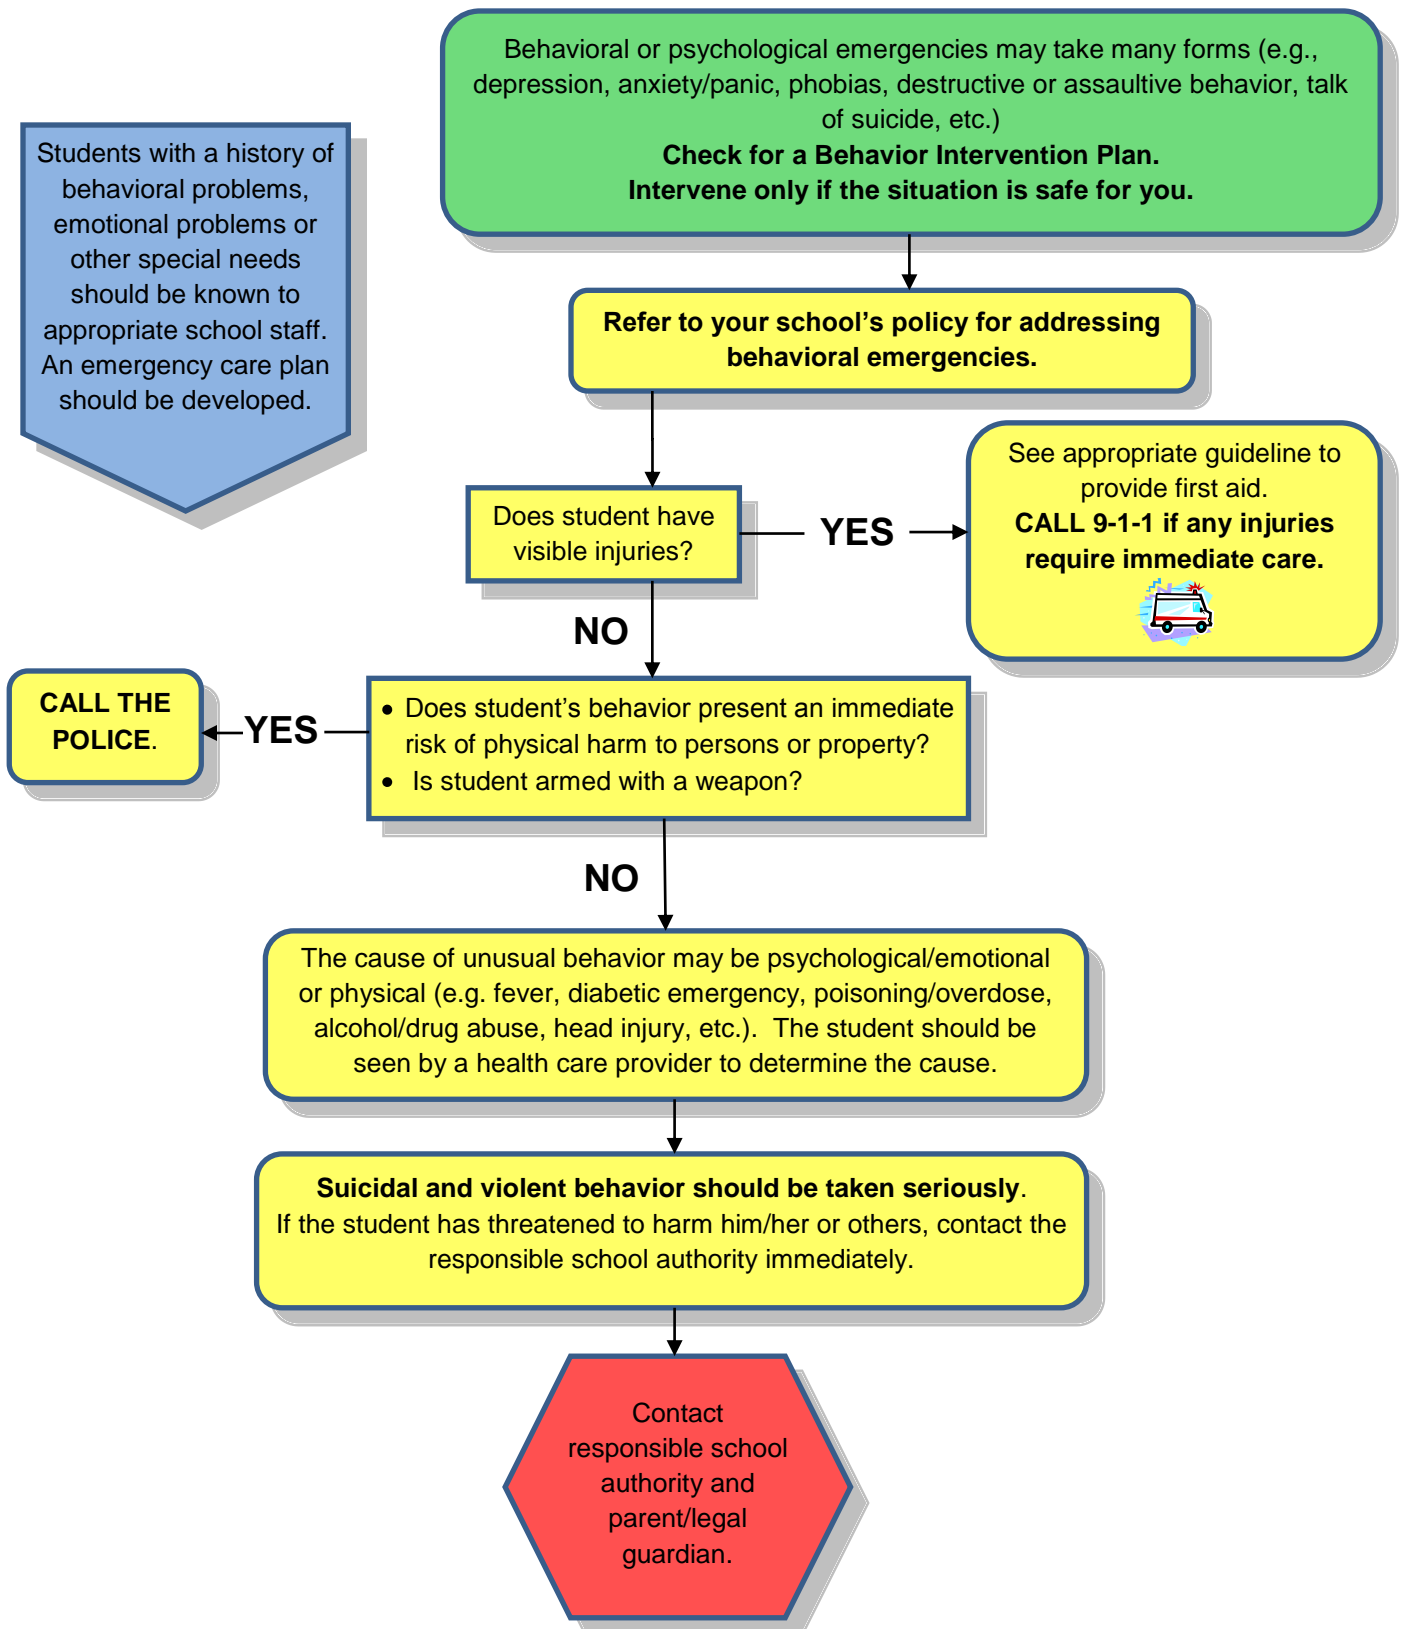 Behavioral or psychological emergencies may take many forms (e.g.,
depression, anxiety/panic, phobias, destructive or assaultive behavior, talk
of suicide, etc.)
Check for a Behavior Intervention Plan.
Intervene only if the situation is safe for you.
Students with a history of
behavioral problems,
emotional problems or
other special needs
should be known to
appropriate school staff.
An emergency care plan
should be developed.
Refer to your school’s policy for addressing
behavioral emergencies.
Does student have
visible injuries?
YES
See appropriate guideline to
provide first aid.
CALL 9-1-1 if any injuries
require immediate care.
NO
• Does student’s behavior present an immediate
risk of physical harm to persons or property?
• Is student armed with a weapon?
YES
CALL THE
POLICE.
NO
The cause of unusual behavior may be psychological/emotional
or physical (e.g. fever, diabetic emergency, poisoning/overdose,
alcohol/drug abuse, head injury, etc.). The student should be
seen by a health care provider to determine the cause.
Suicidal and violent behavior should be taken seriously.
If the student has threatened to harm him/her or others, contact the
responsible school authority immediately.
Contact
responsible school
authority and
parent/legal
guardian.